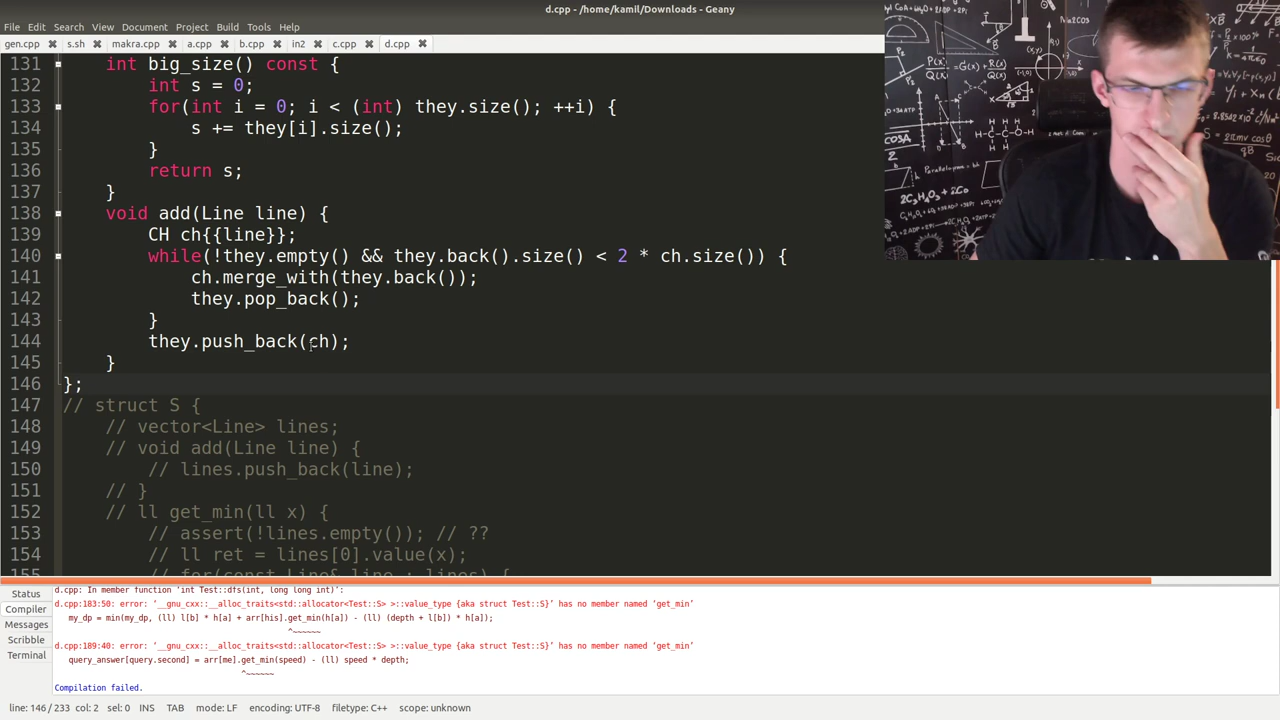 d.cpp - /home/kamil/Downloads - Geany
File Edit Search View Document Project Build Tools Help
gen.cpp s.sh makra.cpp a.cpp b.cpp in2 c.cpp d.cpp
131 int big_size() const {
132 int s = 0;
133 for(int i = 0; i < (int) they.size(); ++i) {
134 s += they[i].size();
135 }
136 return s;
137 }
138 void add(Line line) {
139 CH ch{{line}};
140 while(!they.empty() && they.back().size() < 2 * ch.size()) {
141 ch.merge_with(they.back());
142 they.pop_back();
143 }
144 they.push_back(ch);
145 }
146 };
147 // struct S {
148 // vector<Line> lines;
149 // void add(Line line) {
150 // lines.push_back(line);
151 // }
152 // ll get_min(ll x) {
153 // assert(!lines.empty()); // ??
154 // ll ret = lines[0].value(x);
155 // for(const Line& line : lines) {
Status
Compiler
Messages
Scribble
Terminal
d.cpp: In member function ‘int Test::dfs(int, long long int)’:
d.cpp:183:50: error: ‘__gnu_cxx::__alloc_traits<std::allocator<Test::S> >::value_type {aka struct Test::S}’ has no member named ‘get_min’
my_dp = min(my_dp, (ll) l[b] * h[a] + arr[his].get_min(h[a]) - (ll) (depth + l[b]) * h[a]);
^~~~~~~
d.cpp:189:40: error: ‘__gnu_cxx::__alloc_traits<std::allocator<Test::S> >::value_type {aka struct Test::S}’ has no member named ‘get_min’
query_answer[query.second] = arr[me].get_min(speed) - (ll) speed * depth;
^~~~~~~
Compilation failed.
line: 146 / 233 col: 2 sel: 0 INS TAB mode: LF encoding: UTF-8 filetype: C++ scope: unknown